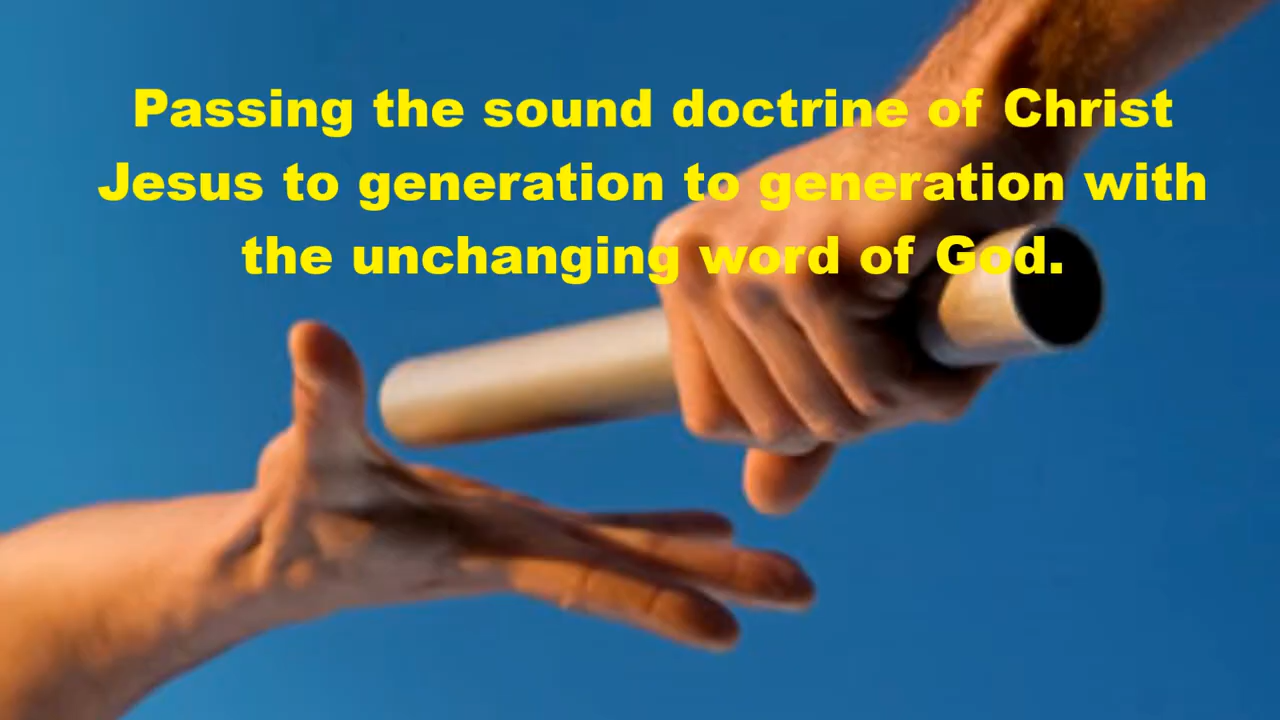 Passing the sound doctrine of Christ
Jesus to generation to generation with
the unchanging word of God.